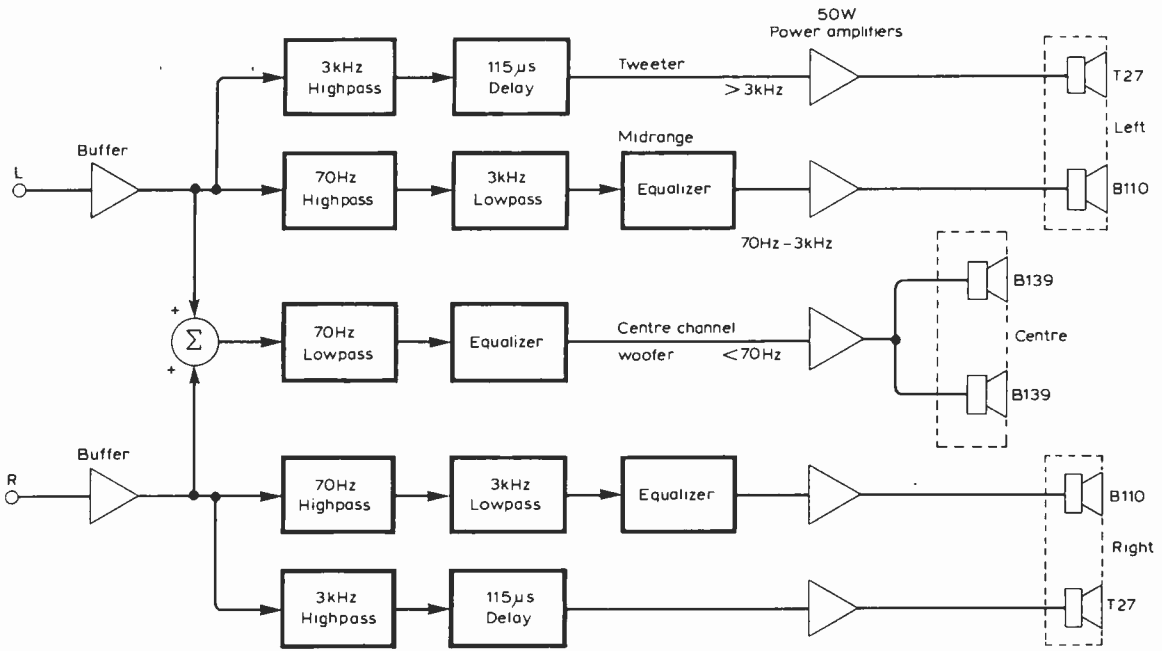 50W
Power amplifiers
3kHz
Highpass
115µs
Delay
Tweeter
>3kHz
T27
Left
Buffer
L
Midrange
70Hz
Highpass
3kHz
Lowpass
Equalizer
70Hz–3kHz
B110
+
Σ
+
70Hz
Lowpass
Equalizer
Centre channel
woofer <70Hz
B139
Centre
B139
Buffer
R
70Hz
Highpass
3kHz
Lowpass
Equalizer
B110
Right
3kHz
Highpass
115µs
Delay
T27